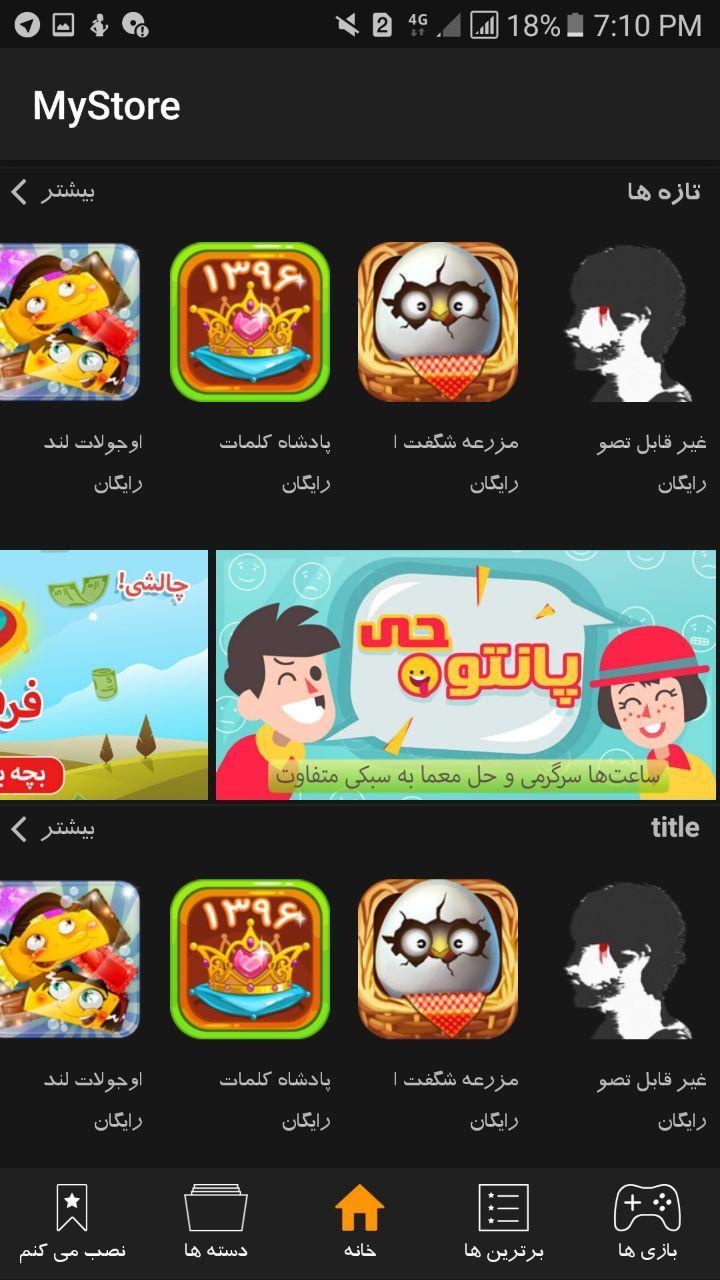 2 4G 18% 7:10 PM
MyStore
تازه ها
بیشتر
۱۳۹۶
غیر قابل تصو
مزرعه شگفت ا
پادشاه کلمات
اوجولات لند
رایگان
رایگان
رایگان
رایگان
پانتوحی
ساعت‌ها سرگرمی و حل معما به سبکی متفاوت
چالشی!
بچه
title
بیشتر
۱۳۹۶
غیر قابل تصو
مزرعه شگفت ا
پادشاه کلمات
اوجولات لند
رایگان
رایگان
رایگان
رایگان
بازی ها
برترین ها
خانه
دسته ها
نصب می کنم